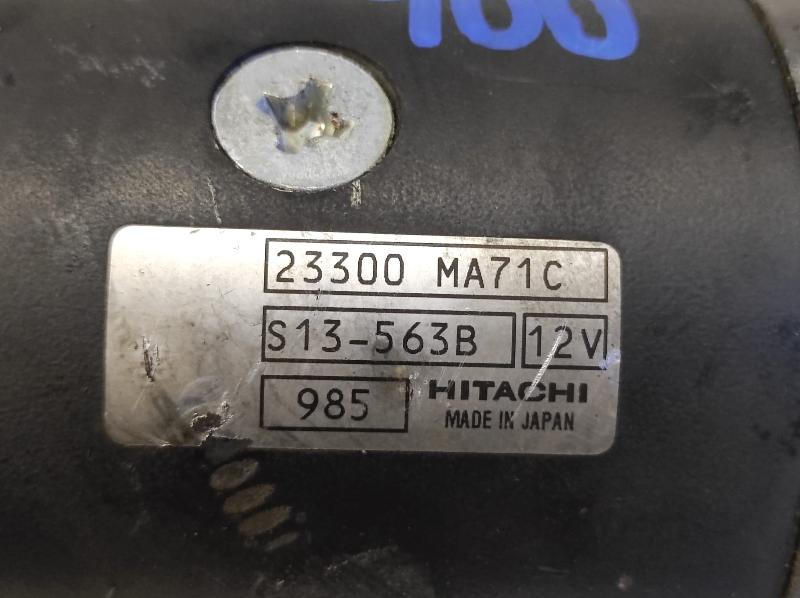 23300 MA71C
S13-563B 12V
985 HITACHI
MADE IN JAPAN